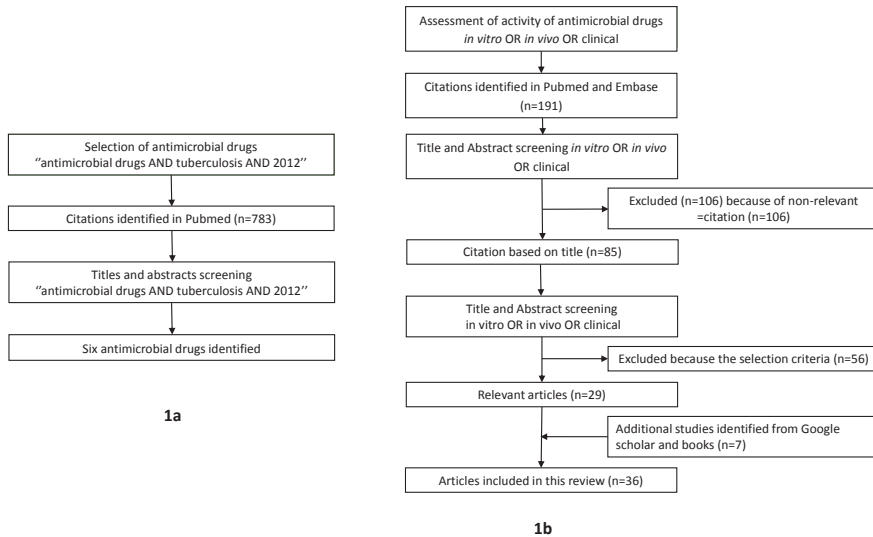 Selection of antimicrobial drugs
“antimicrobial drugs AND tuberculosis AND 2012”
Citations identified in Pubmed (n=783)
Titles and abstracts screening
“antimicrobial drugs AND tuberculosis AND 2012”
Six antimicrobial drugs identified
1a
Assessment of activity of antimicrobial drugs
in vitro OR in vivo OR clinical
Citations identified in Pubmed and Embase
(n=191)
Title and Abstract screening in vitro OR in vivo
OR clinical
Excluded (n=106) because of non-relevant
=citation (n=106)
Citation based on title (n=85)
Title and Abstract screening
in vitro OR in vivo OR clinical
Excluded because the selection criteria (n=56)
Relevant articles (n=29)
Additional studies identified from Google
scholar and books (n=7)
Articles included in this review (n=36)
1b